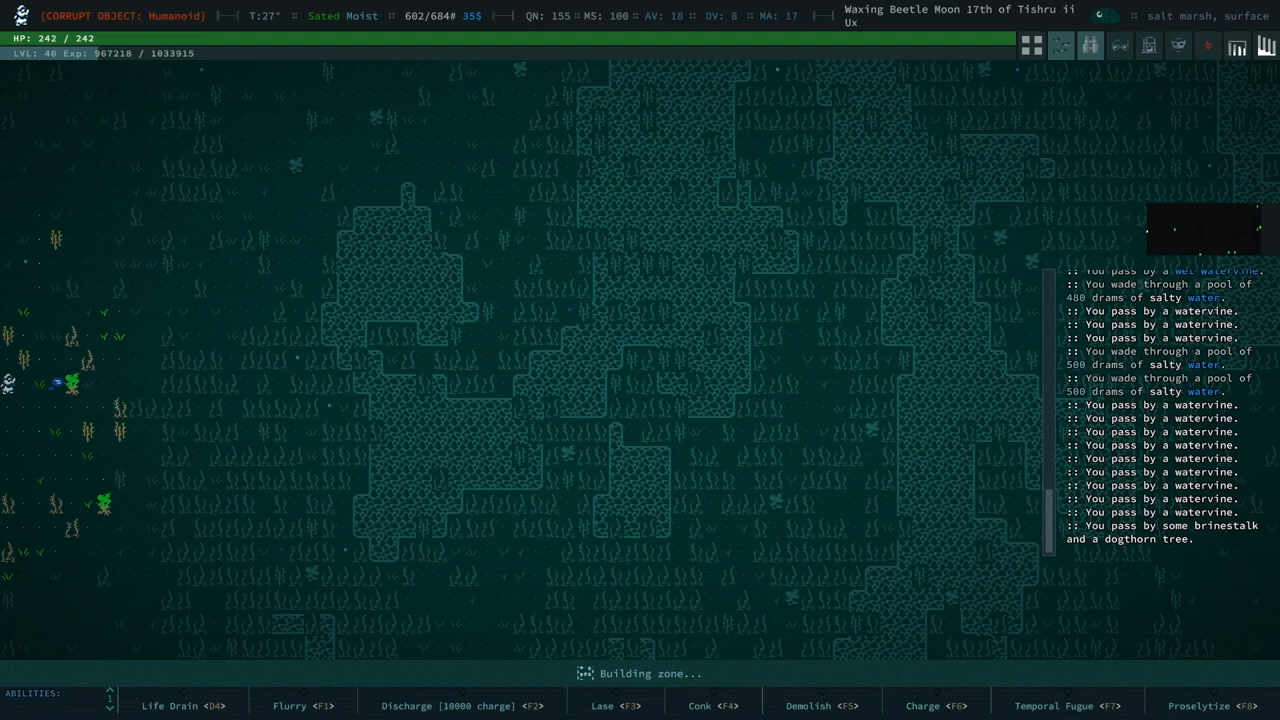 [CORRUPT OBJECT: Humanoid] T:27° :: Sated Moist :: 602/684# 35$ QN: 155 :: MS: 100 :: AV: 18 :: DV: 8 :: MA: 17 Waxing Beetle Moon 17th of Tishru ii Ux :: salt marsh, surface
HP: 242 / 242
LVL: 40 Exp: 967218 / 1033915
:: You pass by a wet watervine.
:: You wade through a pool of
480 drams of salty water.
:: You pass by a watervine.
:: You pass by a watervine.
:: You pass by a watervine.
:: You wade through a pool of
500 drams of salty water.
:: You wade through a pool of
500 drams of salty water.
:: You pass by a watervine.
:: You pass by a watervine.
:: You pass by a watervine.
:: You pass by a watervine.
:: You pass by a watervine.
:: You pass by a watervine.
:: You pass by a watervine.
:: You pass by a watervine.
:: You pass by a watervine.
:: You pass by some brinestalk
and a dogthorn tree.
Building zone...
ABILITIES: 1 Life Drain <D4> Flurry <F1> Discharge [10000 charge] <F2> Lase <F3> Conk <F4> Demolish <F5> Charge <F6> Temporal Fugue <F7> Proselytize <F8>